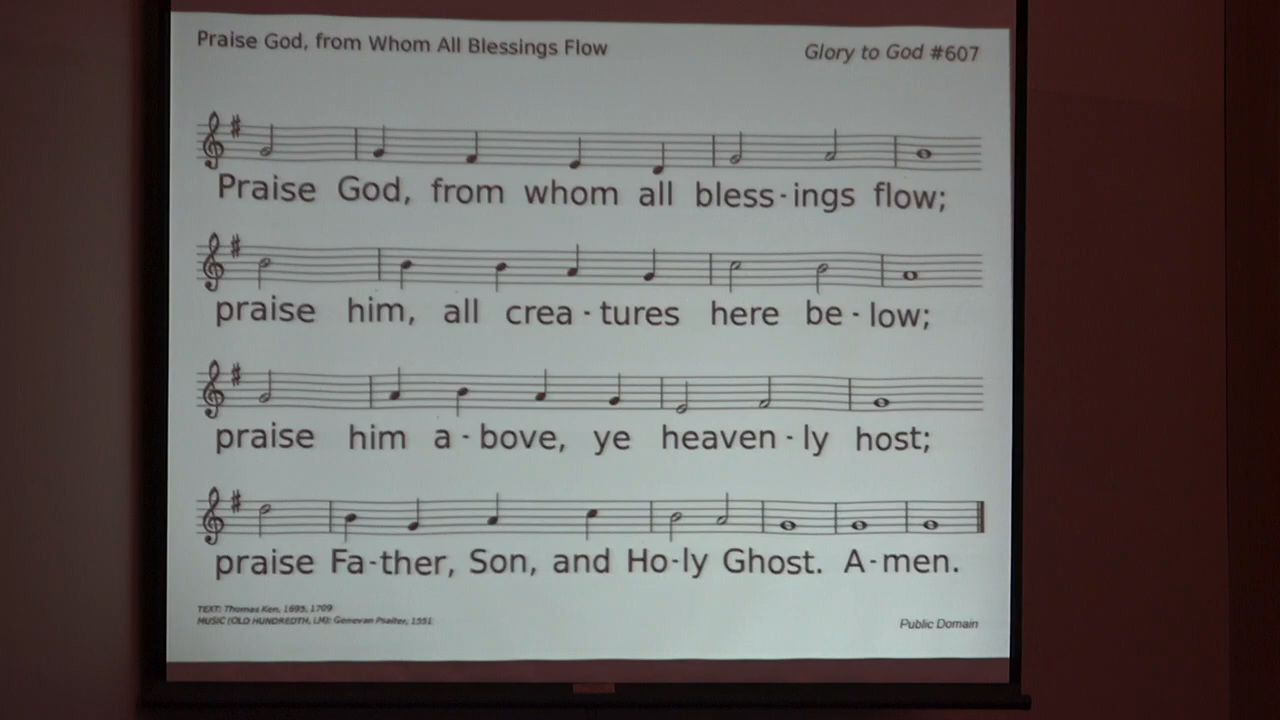 Praise God, from Whom All Blessings Flow
Glory to God #607
Praise God, from whom all bless-ings flow;
praise him, all crea-tures here be-low;
praise him a-bove, ye heaven-ly host;
praise Fa-ther, Son, and Ho-ly Ghost. A-men.
TEXT: Thomas Ken, 1695, 1709
MUSIC (OLD HUNDREDTH, LM): Genevan Psalter, 1551
Public Domain